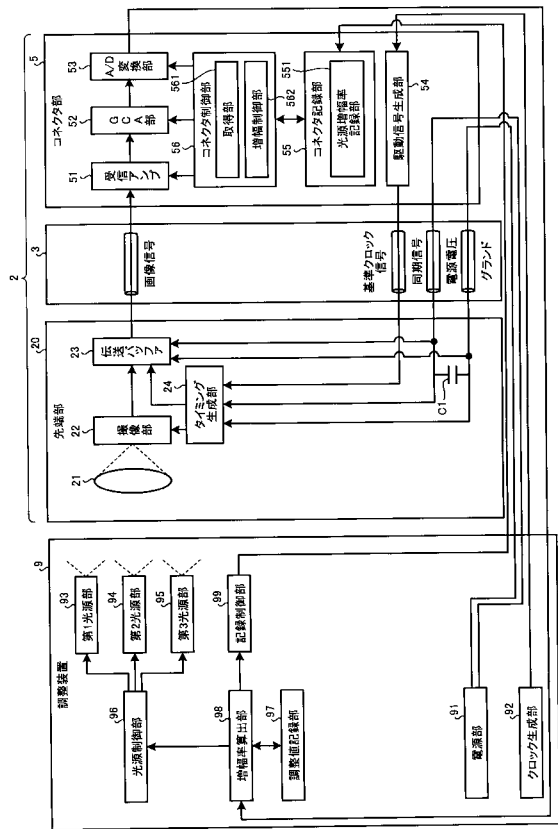 2
9
調整装置
93
第1光源部
94
第2光源部
95
第3光源部
96
光源制御部
99
記録制御部
98
増幅率算出部
97
調整値記録部
91
電源部
92
クロック生成部
20
先端部
21
22
撮像部
23
伝送バッファ
24
タイミング
生成部
C1
3
画像信号
基準クロック
信号
同期信号
電源電圧
グランド
5
コネクタ部
51
受信アンプ
52
GCA部
53
A/D
変換部
56
コネクタ制御部
561
取得部
562
増幅制御部
55
コネクタ記録部
551
光源増幅率
記録部
54
駆動信号生成部